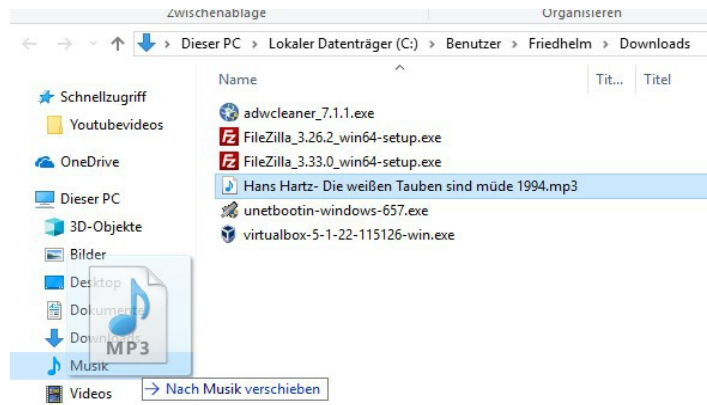 Zwischenablage
Organisieren
Dieser PC > Lokaler Datenträger (C:) > Benutzer > Friedhelm > Downloads
Name
Tit...
Titel
Schnellzugriff
Youtubevideos
OneDrive
Dieser PC
3D-Objekte
Bilder
Desktop
Dokumente
Downloads
Musik
Videos
adwcleaner_7.1.1.exe
FileZilla_3.26.2_win64-setup.exe
FileZilla_3.33.0_win64-setup.exe
Hans Hartz- Die weißen Tauben sind müde 1994.mp3
unetbootin-windows-657.exe
virtualbox-5-1-22-115126-win.exe
MP3
Nach Musik verschieben